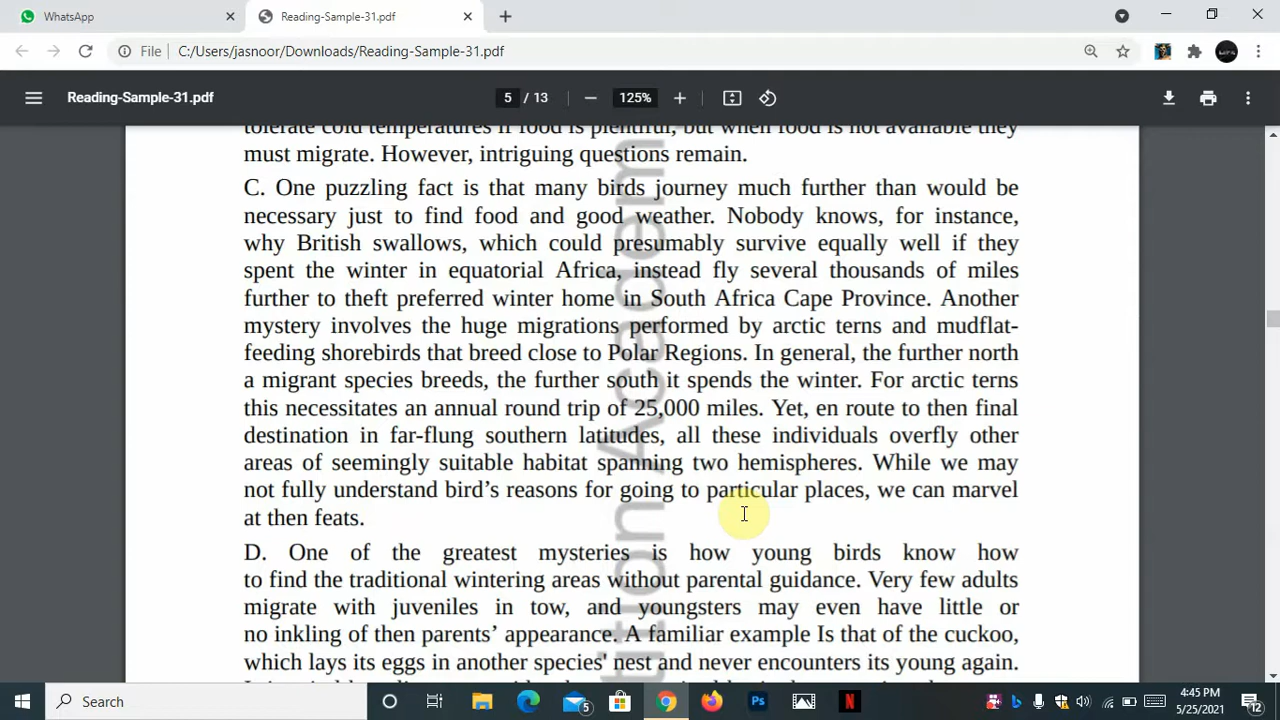 WhatsApp
Reading-Sample-31.pdf
File
C:/Users/jasnoor/Downloads/Reading-Sample-31.pdf
Reading-Sample-31.pdf
5 / 13
125%
tolerate cold temperatures if food is plentiful, but when food is not available they
must migrate. However, intriguing questions remain.
C. One puzzling fact is that many birds journey much further than would be
necessary just to find food and good weather. Nobody knows, for instance,
why British swallows, which could presumably survive equally well if they
spent the winter in equatorial Africa, instead fly several thousands of miles
further to theft preferred winter home in South Africa Cape Province. Another
mystery involves the huge migrations performed by arctic terns and mudflat-
feeding shorebirds that breed close to Polar Regions. In general, the further north
a migrant species breeds, the further south it spends the winter. For arctic terns
this necessitates an annual round trip of 25,000 miles. Yet, en route to then final
destination in far-flung southern latitudes, all these individuals overfly other
areas of seemingly suitable habitat spanning two hemispheres. While we may
not fully understand bird's reasons for going to particular places, we can marvel
at then feats.
D. One of the greatest mysteries is how young birds know how
to find the traditional wintering areas without parental guidance. Very few adults
migrate with juveniles in tow, and youngsters may even have little or
no inkling of then parents' appearance. A familiar example Is that of the cuckoo,
which lays its eggs in another species' nest and never encounters its young again.
Search
5
Ps
N
4:45 PM
5/25/2021
12